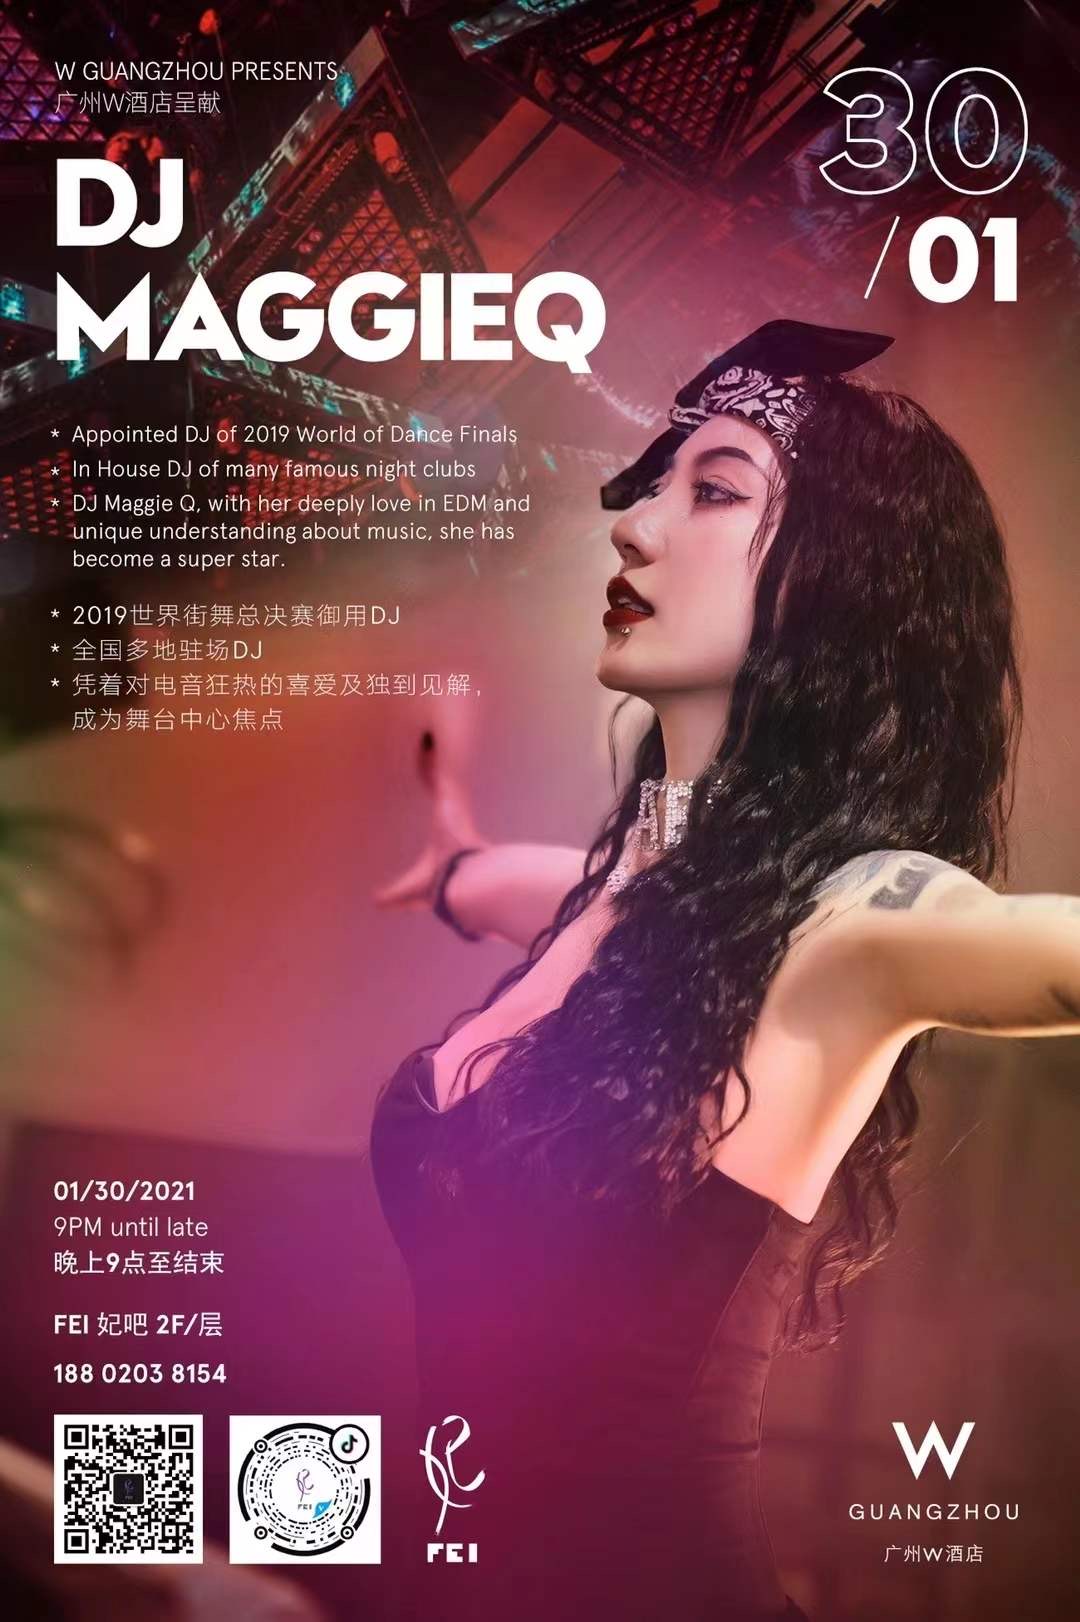 W GUANGZHOU PRESENTS
广州W酒店呈献
30
/01
DJ
MAGGIEQ
* Appointed DJ of 2019 World of Dance Finals
* In House DJ of many famous night clubs
* DJ Maggie Q, with her deeply love in EDM and
unique understanding about music, she has
become a super star.
* 2019世界街舞总决赛御用DJ
* 全国多地驻场DJ
* 凭着对电音狂热的喜爱及独到见解,
成为舞台中心焦点
AF
01/30/2021
9PM until late
晚上9点至结束
FEI 妃吧 2F/层
188 0203 8154
FEI
FEI
FEI
W
GUANGZHOU
广州W酒店